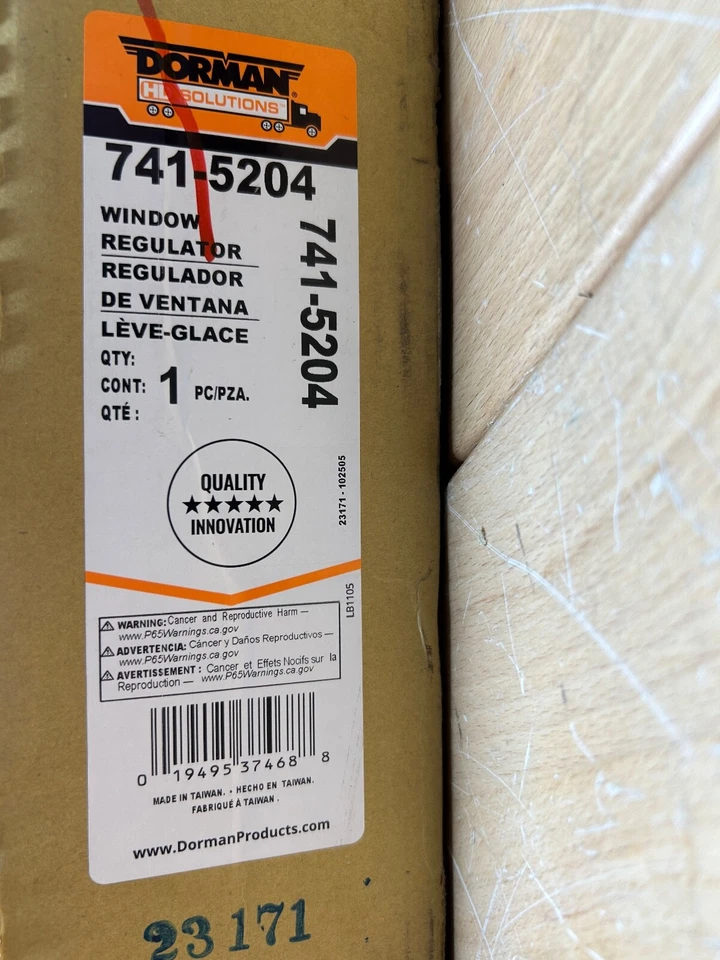 DORMAN®
HD SOLUTIONS™
741-5204
WINDOW
REGULATOR
REGULADOR
DE VENTANA
LÈVE-GLACE
QTY:
CONT: 1 PC/PZA.
QTÉ :
741-5204
QUALITY
★★★★★
INNOVATION
23171 - 102505
LB1105
⚠ WARNING: Cancer and Reproductive Harm —
www.P65Warnings.ca.gov
⚠ ADVERTENCIA: Cáncer y Daños Reproductivos —
www.P65Warnings.ca.gov
⚠ AVERTISSEMENT : Cancer et Effets Nocifs sur la
Reproduction — www.P65Warnings.ca.gov
0 19495 37468 8
MADE IN TAIWAN. • HECHO EN TAIWAN.
FABRIQUÉ À TAIWAN .
www.DormanProducts.com
23171